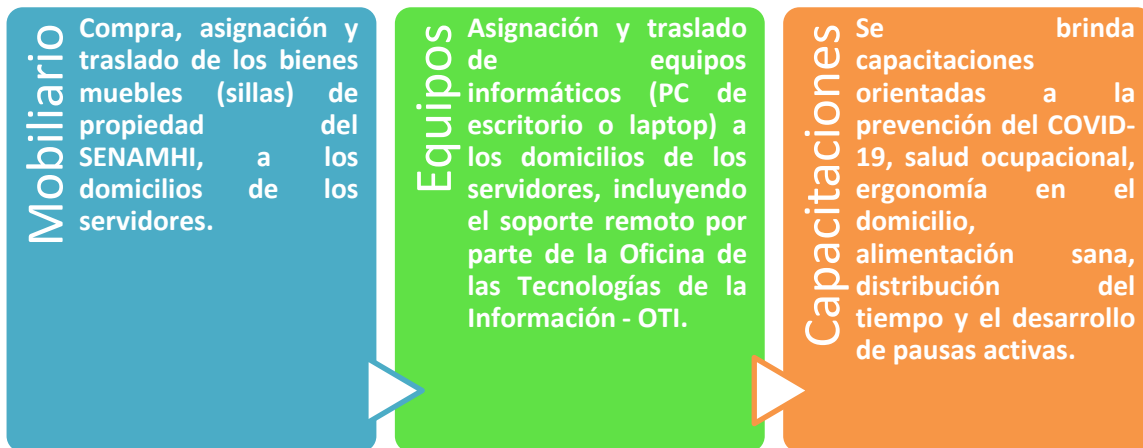 Mobiliario
Compra, asignación y
traslado de los bienes
muebles (sillas) de
propiedad del
SENAMHI, a los
domicilios de los
servidores.
Equipos
Asignación y traslado
de equipos
informáticos (PC de
escritorio o laptop) a
los domicilios de los
servidores, incluyendo
el soporte remoto por
parte de la Oficina de
las Tecnologías de la
Información - OTI.
Capacitaciones
Se brinda
capacitaciones
orientadas a la
prevención del COVID-
19, salud ocupacional,
ergonomía en el
domicilio,
alimentación sana,
distribución del
tiempo y el desarrollo
de pausas activas.